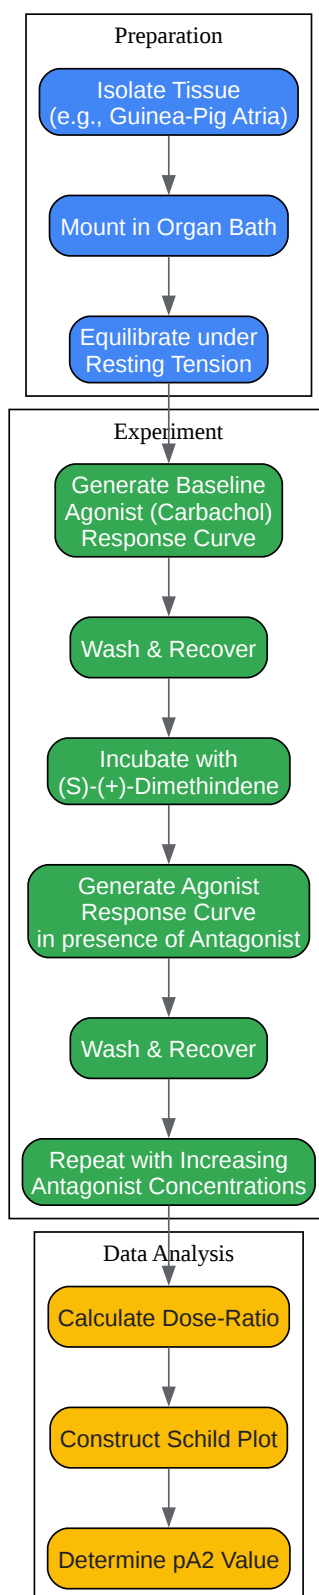 Preparation
Isolate Tissue
(e.g., Guinea-Pig Atria)
Mount in Organ Bath
Equilibrate under
Resting Tension
Experiment
Generate Baseline
Agonist (Carbachol)
Response Curve
Wash & Recover
Incubate with
(S)-(+)-Dimethindene
Generate Agonist
Response Curve
in presence of Antagonist
Wash & Recover
Repeat with Increasing
Antagonist Concentrations
Data Analysis
Calculate Dose-Ratio
Construct Schild Plot
Determine pA2 Value